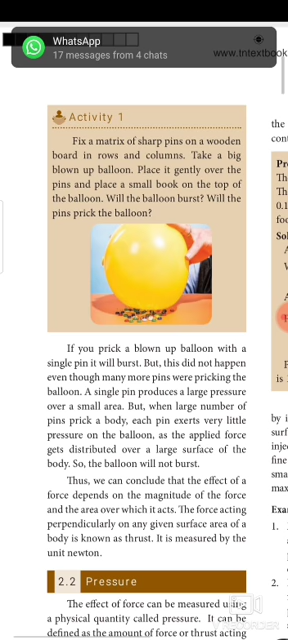 WhatsApp
17 messages from 4 chats
www.tntextbook
Activity 1
Fix a matrix of sharp pins on a wooden
board in rows and columns. Take a big
blown up balloon. Place it gently over the
pins and place a small book on the top of
the balloon. Will the balloon burst? Will the
pins prick the balloon?
If you prick a blown up balloon with a
single pin it will burst. But, this did not happen
even though many more pins were pricking the
balloon. A single pin produces a large pressure
over a small area. But, when large number of
pins prick a body, each pin exerts very little
pressure on the balloon, as the applied force
gets distributed over a large surface of the
body. So, the balloon will not burst.
Thus, we can conclude that the effect of a
force depends on the magnitude of the force
and the area over which it acts. The force acting
perpendicularly on any given surface area of a
body is known as thrust. It is measured by the
unit newton.
2.2 Pressure
The effect of force can be measured using
a physical quantity called pressure. It can be
defined as the amount of force or thrust acting
the
cont
Pr
Th
Th
0.1
foo
Sol
A
W
A
P
is
by i
surf
injec
fine
sma
max
Exa
1.
2.
RECORDER